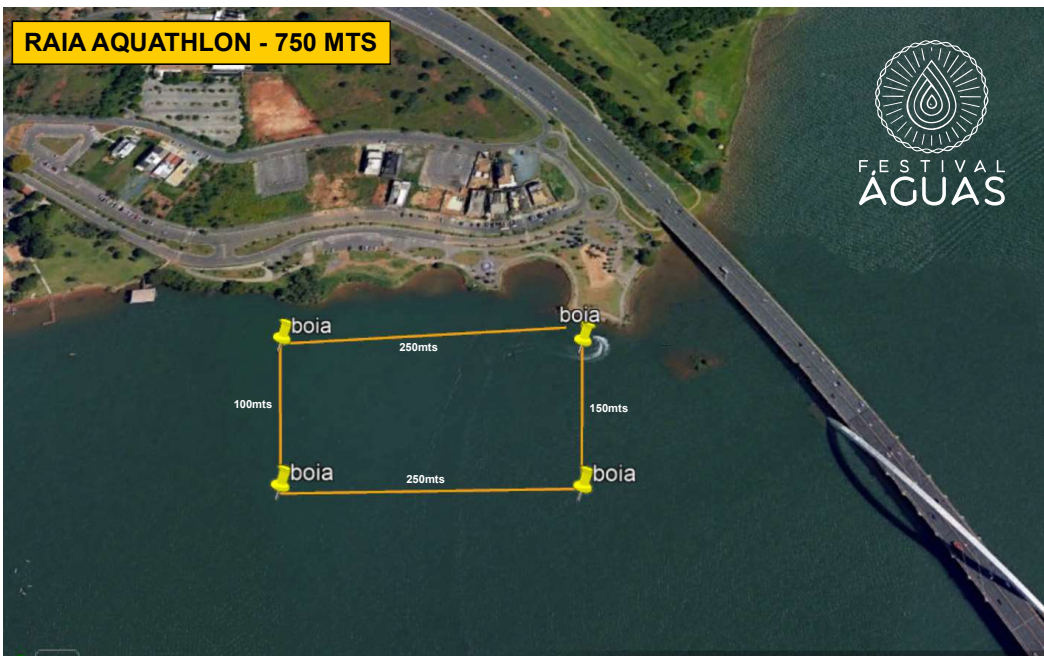 RAIA AQUATHLON - 750 MTS
FESTIVAL
ÁGUAS
boia
boia
250mts
100mts
150mts
boia
250mts
boia